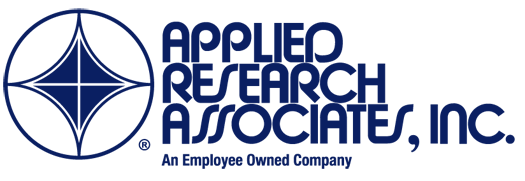 APPLIED
RESEARCH
ASSOCIATES, INC.
®
An Employee Owned Company